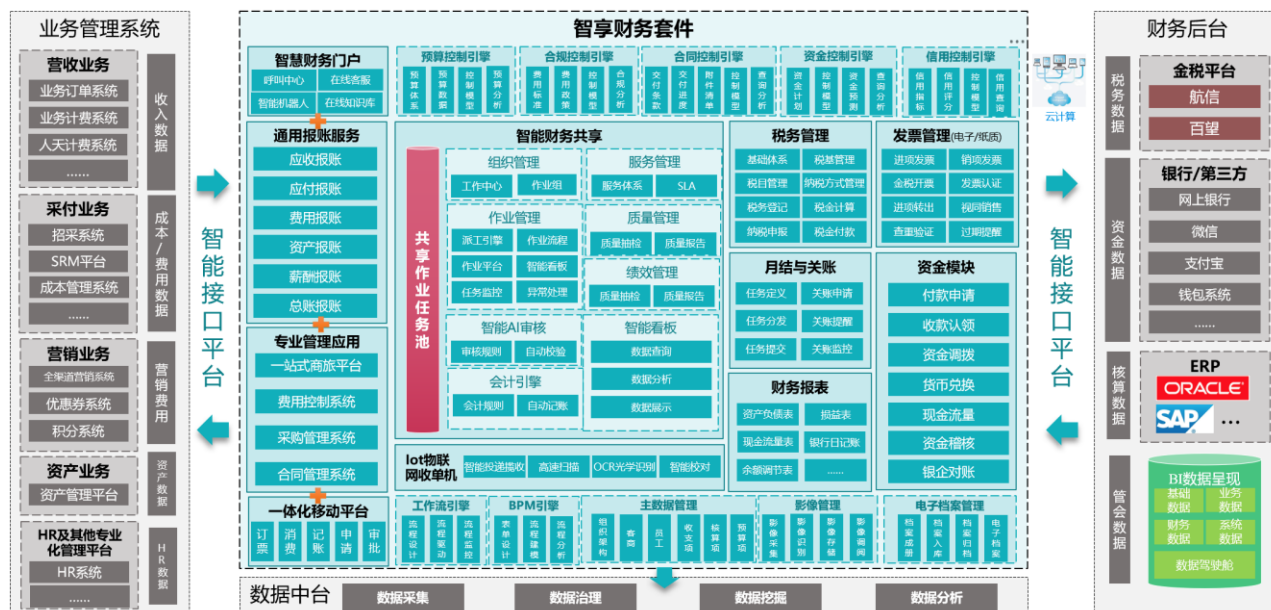 业务管理系统
营收业务
业务订单系统
业务计费系统
人天计费系统
......
收入数据
采付业务
招采系统
SRM平台
成本管理系统
......
成本/费用数据
营销业务
全渠道营销系统
优惠券系统
积分系统
营销费用
资产业务
资产管理平台
资产数据
HR及其他专业
化管理平台
HR系统
......
HR数据
智能接口平台
智享财务套件
...
智慧财务门户
呼叫中心 在线客服
智能机器人 在线知识库
通用报账服务
应收报账
应付报账
费用报账
资产报账
薪酬报账
总账报账
专业管理应用
一站式商旅平台
费用控制系统
采购管理系统
合同管理系统
一体化移动平台
订票 消费 记账 申请 审批
预算控制引擎
预算体系 预算数据 控制模型 预算分析
合规控制引擎
费用标准 费用政策 控制模型 合规分析
合同控制引擎
交付条款 交付进度 附件清单 控制模型 查询分析
资金控制引擎
资金计划 控制模型 资金预测 查询分析
信用控制引擎
信用指标 信用评分 控制模型 信用查询
智能财务共享
共享作业任务池
组织管理
工作中心 作业组
服务管理
服务体系 SLA
作业管理
派工引擎 作业流程
作业平台 智能看板
任务监控 异常处理
质量管理
质量抽检 质量报告
绩效管理
质量抽检 质量报告
智能AI审核
审核规则 自动校验
会计引擎
会计规则 自动记账
智能看板
数据查询
数据分析
数据展示
税务管理
基础体系 税基管理
税目管理 纳税方式管理
税务登记 税金计算
纳税申报 税金付款
发票管理(电子/纸质)
进项发票 销项发票
金税开票 发票认证
进项转出 视同销售
查重验证 过期提醒
月结与关账
任务定义 关账申请
任务分发 关账提醒
任务提交 关账监控
财务报表
资产负债表 损益表
现金流量表 银行日记账
余额调节表 ......
资金模块
付款申请
收款认领
资金调拨
货币兑换
现金流量
资金稽核
银企对账
Iot物联
网收单机
智能投递揽收 高速扫描 OCR光学识别 智能校对
工作流引擎
流程设计 流程驱动 流程监控
BPM引擎
表单设计 流程建模 流程分析
主数据管理
组织架构 客商 员工 收支项 核算项 预算项
影像管理
影像采集 影像识别 影像存储 影像调阅
电子档案管理
档案成册 档案入库 档案归档 电子档案
数据中台
数据采集 数据治理 数据挖掘 数据分析
云计算
智能接口平台
财务后台
税务数据
金税平台
航信
百望
资金数据
银行/第三方
网上银行
微信
支付宝
钱包系统
......
核算数据
ERP
ORACLE
SAP ...
管会数据
BI数据呈现
基础数据 业务数据
财务数据 系统数据
数据驾驶舱